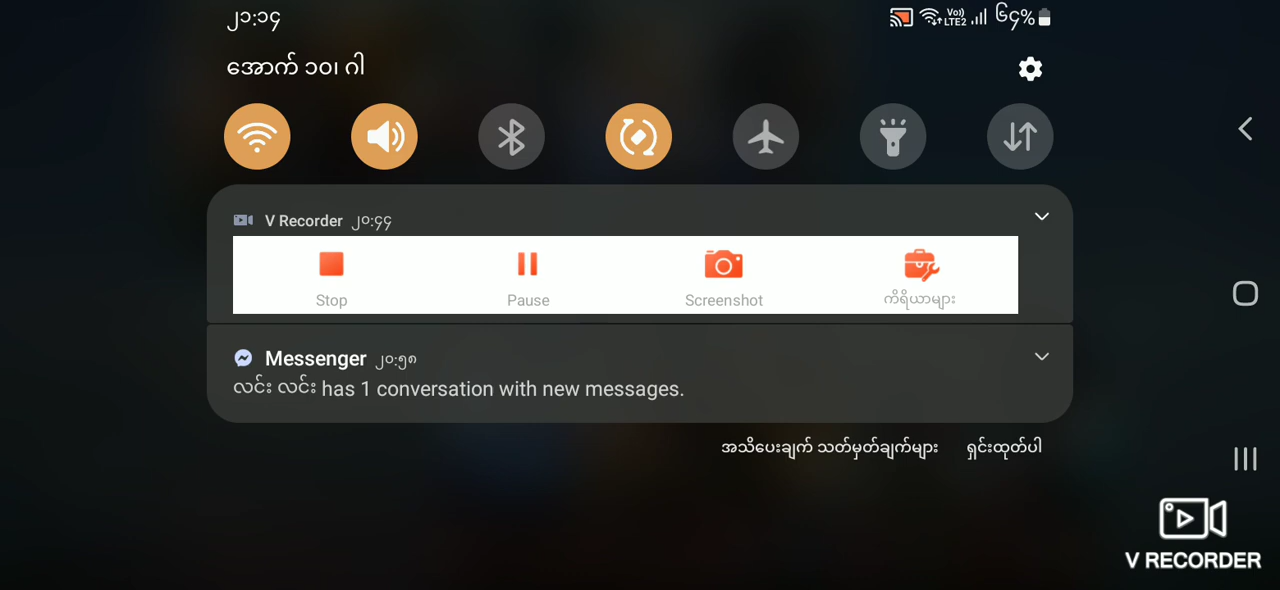 ၂၁:၁၄
Vo)) LTE2 ၆၄%
အောက် ၁၀၊ ဂါ
V Recorder ၂၀:၄၄
Stop Pause Screenshot ကိရိယာများ
Messenger ၂၀:၅၈
လင်း လင်း has 1 conversation with new messages.
အသိပေးချက် သတ်မှတ်ချက်များ ရှင်းထုတ်ပါ
V RECORDER